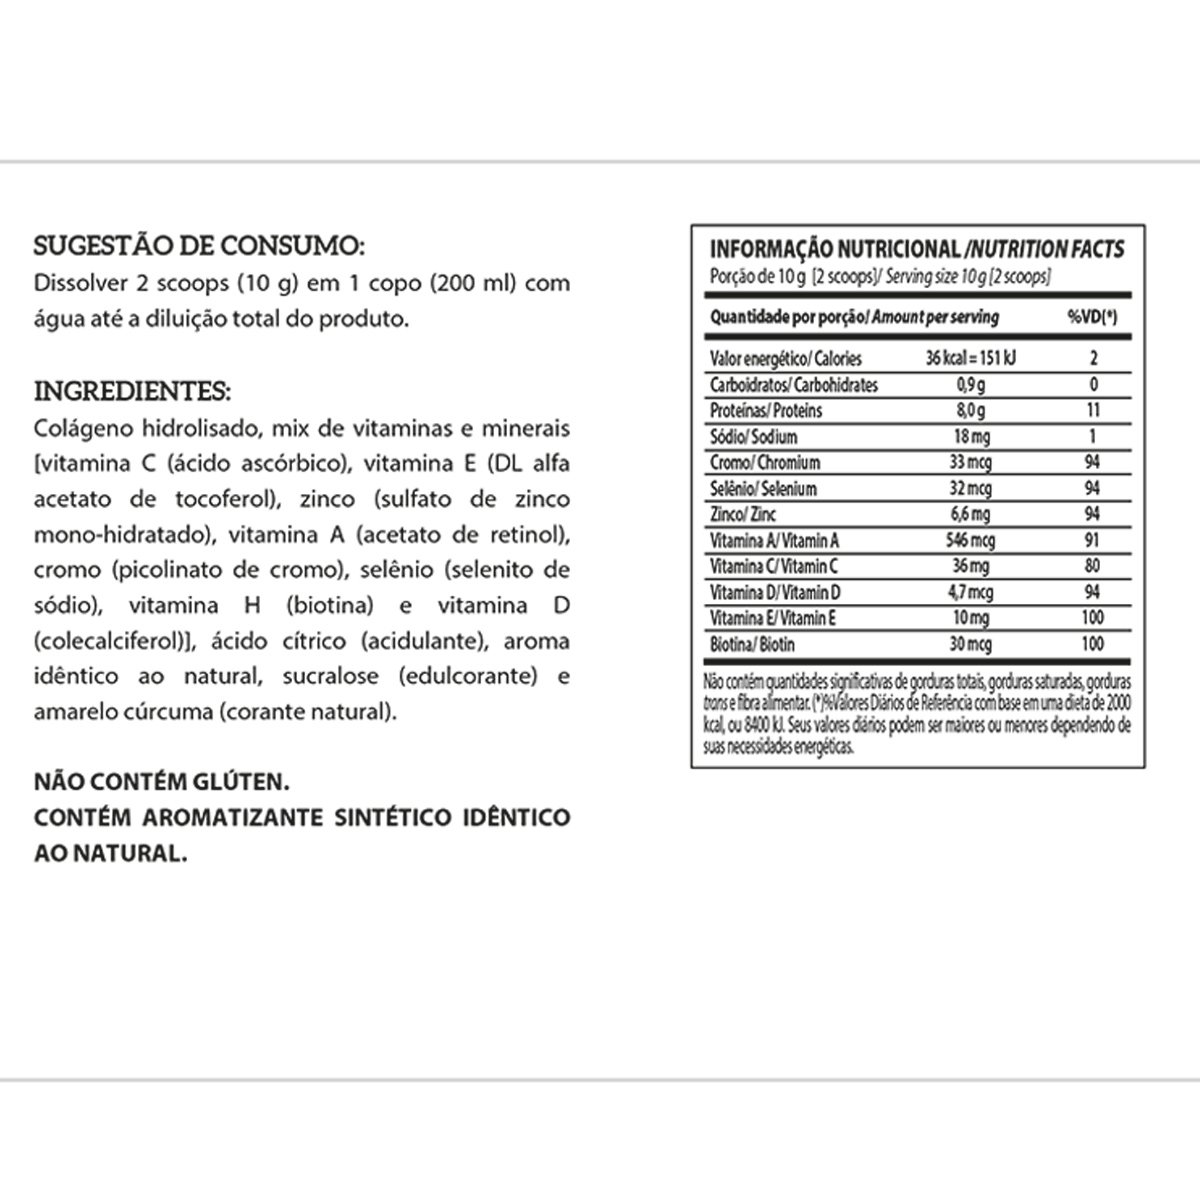 SUGESTÃO DE CONSUMO:
Dissolver 2 scoops (10 g) em 1 copo (200 ml) com
água até a diluição total do produto.
INGREDIENTES:
Colágeno hidrolisado, mix de vitaminas e minerais
[vitamina C (ácido ascórbico), vitamina E (DL alfa
acetato de tocoferol), zinco (sulfato de zinco
mono-hidratado), vitamina A (acetato de retinol),
cromo (picolinato de cromo), selênio (selenito de
sódio), vitamina H (biotina) e vitamina D
(colecalciferol)], ácido cítrico (acidulante), aroma
idêntico ao natural, sucralose (edulcorante) e
amarelo cúrcuma (corante natural).
NÃO CONTÉM GLÚTEN.
CONTÉM AROMATIZANTE SINTÉTICO IDÊNTICO
AO NATURAL.
INFORMAÇÃO NUTRICIONAL/NUTRITION FACTS
Porção de 10 g [2 scoops]/ Serving size 10 g [2 scoops]
Quantidade por porção/ Amount per serving %VD(*)
Valor energético/ Calories 36 kcal = 151 kJ 2
Carboidratos/ Carbohidrates 0,9 g 0
Proteínas/ Proteins 8,0 g 11
Sódio/ Sodium 18 mg 1
Cromo/ Chromium 33 mcg 94
Selênio/ Selenium 32 mcg 94
Zinco/ Zinc 6,6 mg 94
Vitamina A/ Vitamin A 546 mcg 91
Vitamina C/ Vitamin C 36 mg 80
Vitamina D/ Vitamin D 4,7 mcg 94
Vitamina E/ Vitamin E 10 mg 100
Biotina/ Biotin 30 mcg 100
Não contém quantidades significativas de gorduras totais, gorduras saturadas, gorduras
trans e fibra alimentar. (*)%Valores Diários de Referência com base em uma dieta de 2000
kcal, ou 8400 kJ. Seus valores diários podem ser maiores ou menores dependendo de
suas necessidades energéticas.